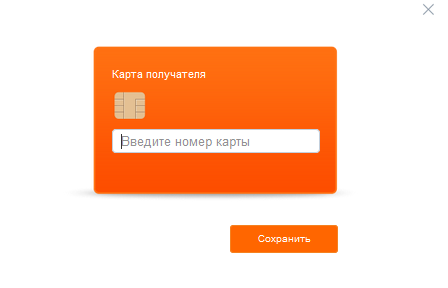 Карта получателя
Введите номер карты
Сохранить